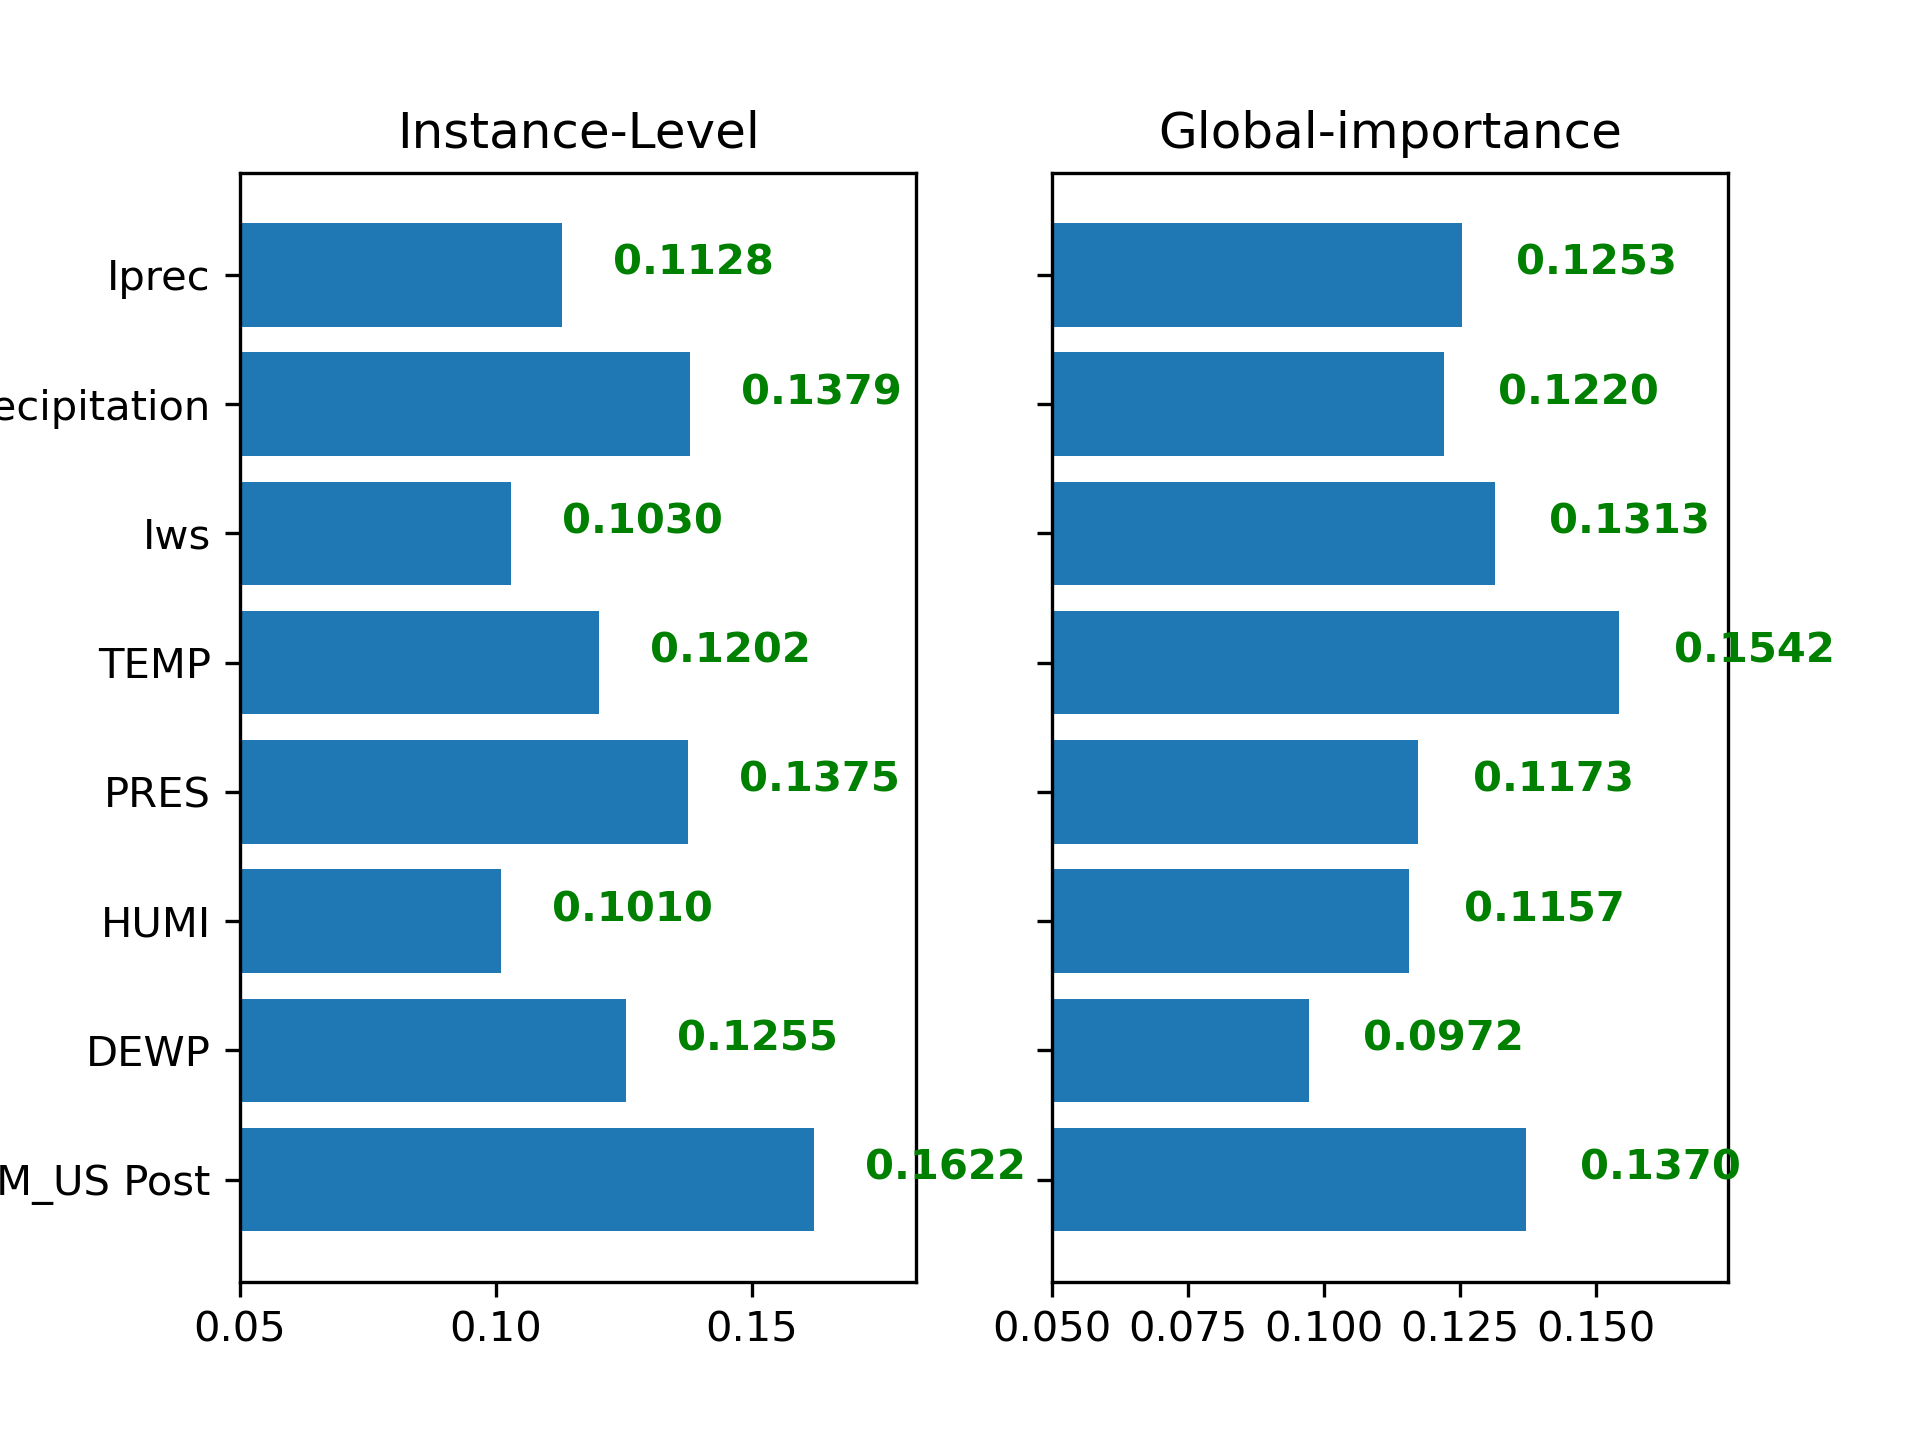 Instance-Level
Global-importance
Iprec 0.1128 0.1253
ecipitation 0.1379 0.1220
Iws 0.1030 0.1313
TEMP 0.1202 0.1542
PRES 0.1375 0.1173
HUMI 0.1010 0.1157
DEWP 0.1255 0.0972
M_US Post 0.1622 0.1370
0.05 0.10 0.15
0.050 0.075 0.100 0.125 0.150